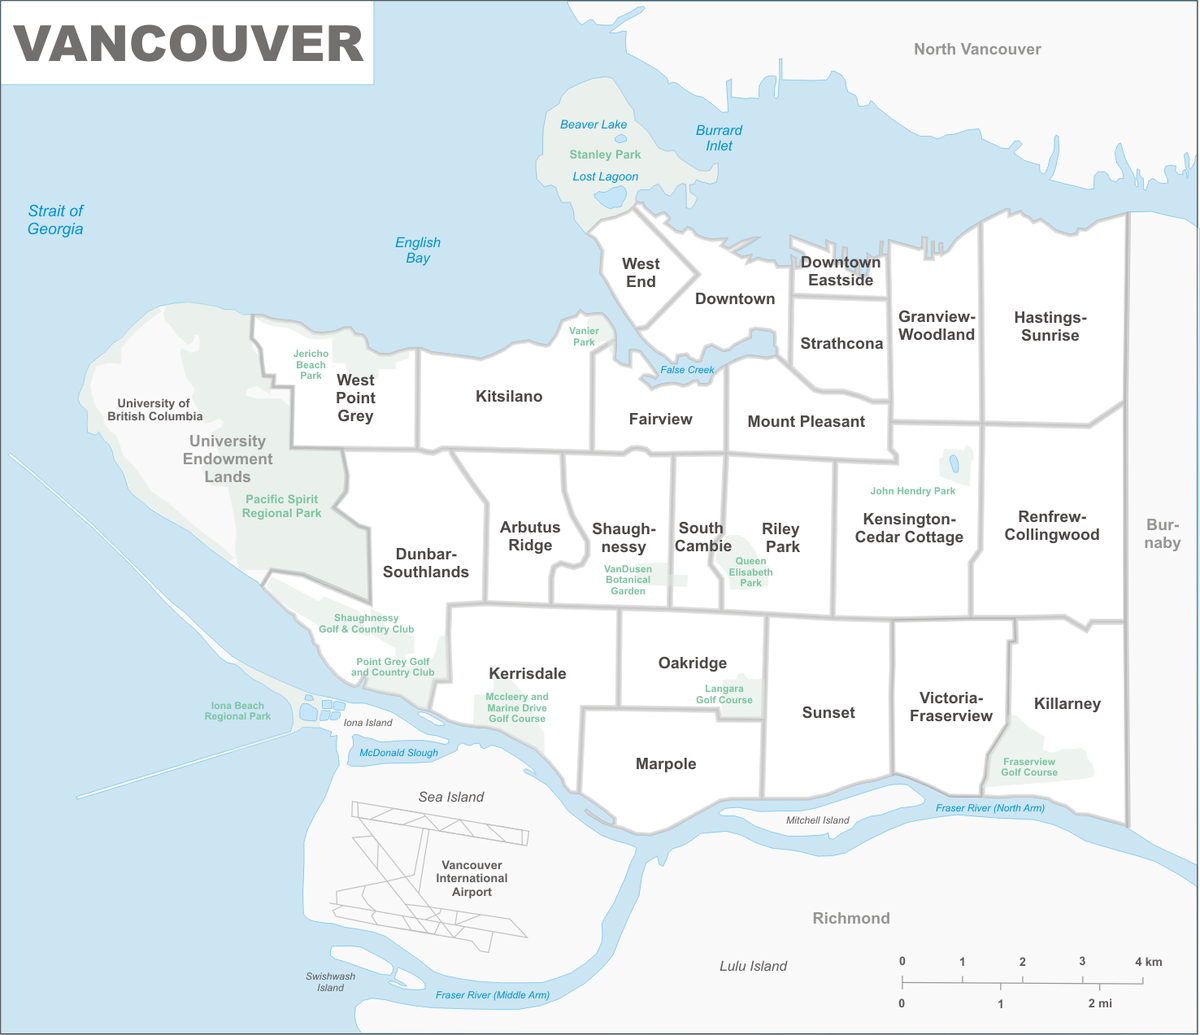 VANCOUVER
North Vancouver
Beaver Lake
Stanley Park
Lost Lagoon
Burrard
Inlet
Strait of
Georgia
English
Bay
West
End
Downtown
Downtown
Eastside
Strathcona
Granview-
Woodland
Hastings-
Sunrise
Vanier
Park
False Creek
Jericho
Beach
Park
West
Point
Grey
Kitsilano
Fairview
Mount Pleasant
University of
British Columbia
University
Endowment
Lands
Pacific Spirit
Regional Park
Dunbar-
Southlands
Arbutus
Ridge
Shaugh-
nessy
VanDusen
Botanical
Garden
South
Cambie
Riley
Park
Queen
Elisabeth
Park
John Hendry Park
Kensington-
Cedar Cottage
Renfrew-
Collingwood
Bur-
naby
Shaughnessy
Golf & Country Club
Point Grey Golf
and Country Club
Kerrisdale
Mccleery and
Marine Drive
Golf Course
Oakridge
Langara
Golf Course
Marpole
Sunset
Victoria-
Fraserview
Killarney
Fraserview
Golf Course
Iona Beach
Regional Park
Iona Island
McDonald Slough
Sea Island
Vancouver
International
Airport
Mitchell Island
Fraser River (North Arm)
Richmond
Lulu Island
Swishwash
Island
Fraser River (Middle Arm)
0 1 2 3 4 km
0 1 2 mi